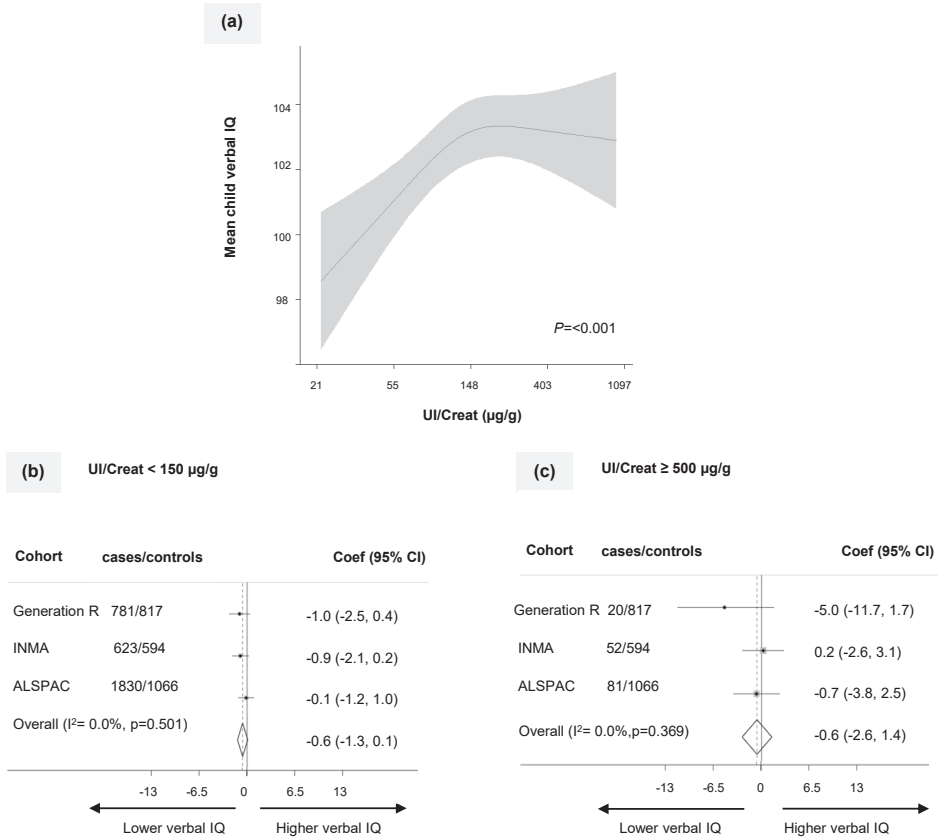 (a)
104
102
100
98
Mean child verbal IQ
P=<0.001
21 55 148 403 1097
UI/Creat (µg/g)
(b) UI/Creat < 150 µg/g
Cohort cases/controls Coef (95% CI)
Generation R 781/817 -1.0 (-2.5, 0.4)
INMA 623/594 -0.9 (-2.1, 0.2)
ALSPAC 1830/1066 -0.1 (-1.2, 1.0)
Overall (I²= 0.0%, p=0.501) -0.6 (-1.3, 0.1)
-13 -6.5 0 6.5 13
Lower verbal IQ Higher verbal IQ
(c) UI/Creat ≥ 500 µg/g
Cohort cases/controls Coef (95% CI)
Generation R 20/817 -5.0 (-11.7, 1.7)
INMA 52/594 0.2 (-2.6, 3.1)
ALSPAC 81/1066 -0.7 (-3.8, 2.5)
Overall (I²= 0.0%,p=0.369) -0.6 (-2.6, 1.4)
-13 -6.5 0 6.5 13
Lower verbal IQ Higher verbal IQ